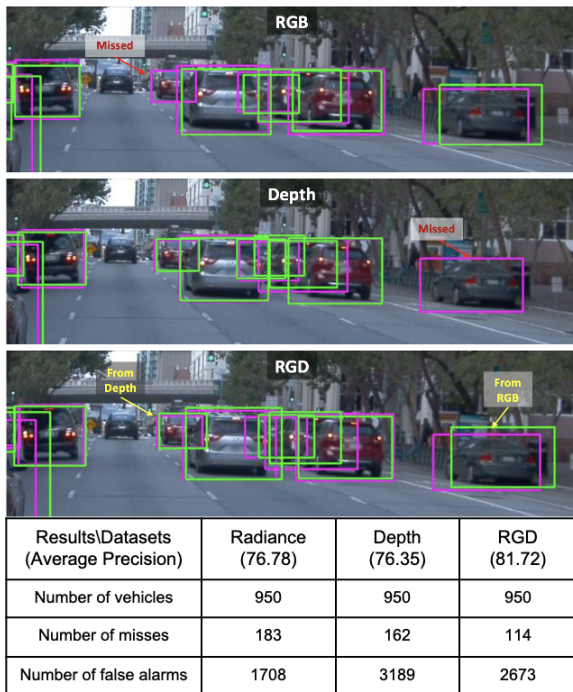 RGB
Missed
Depth
Missed
RGD
From
Depth
From
RGB
Results\Datasets
(Average Precision)
Radiance
(76.78)
Depth
(76.35)
RGD
(81.72)
Number of vehicles 950 950 950
Number of misses 183 162 114
Number of false alarms 1708 3189 2673